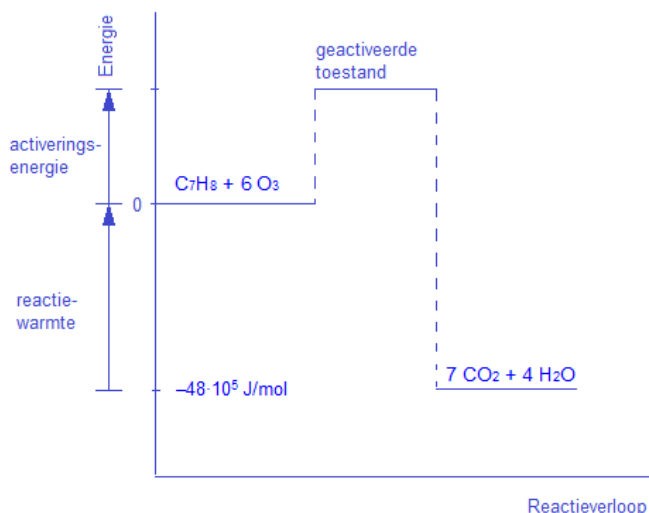 Energie
geactiveerde
toestand
activerings-
energie
C₇H₈ + 6 O₃
0
reactie-
warmte
–48·10⁵ J/mol
7 CO₂ + 4 H₂O
Reactieverloop